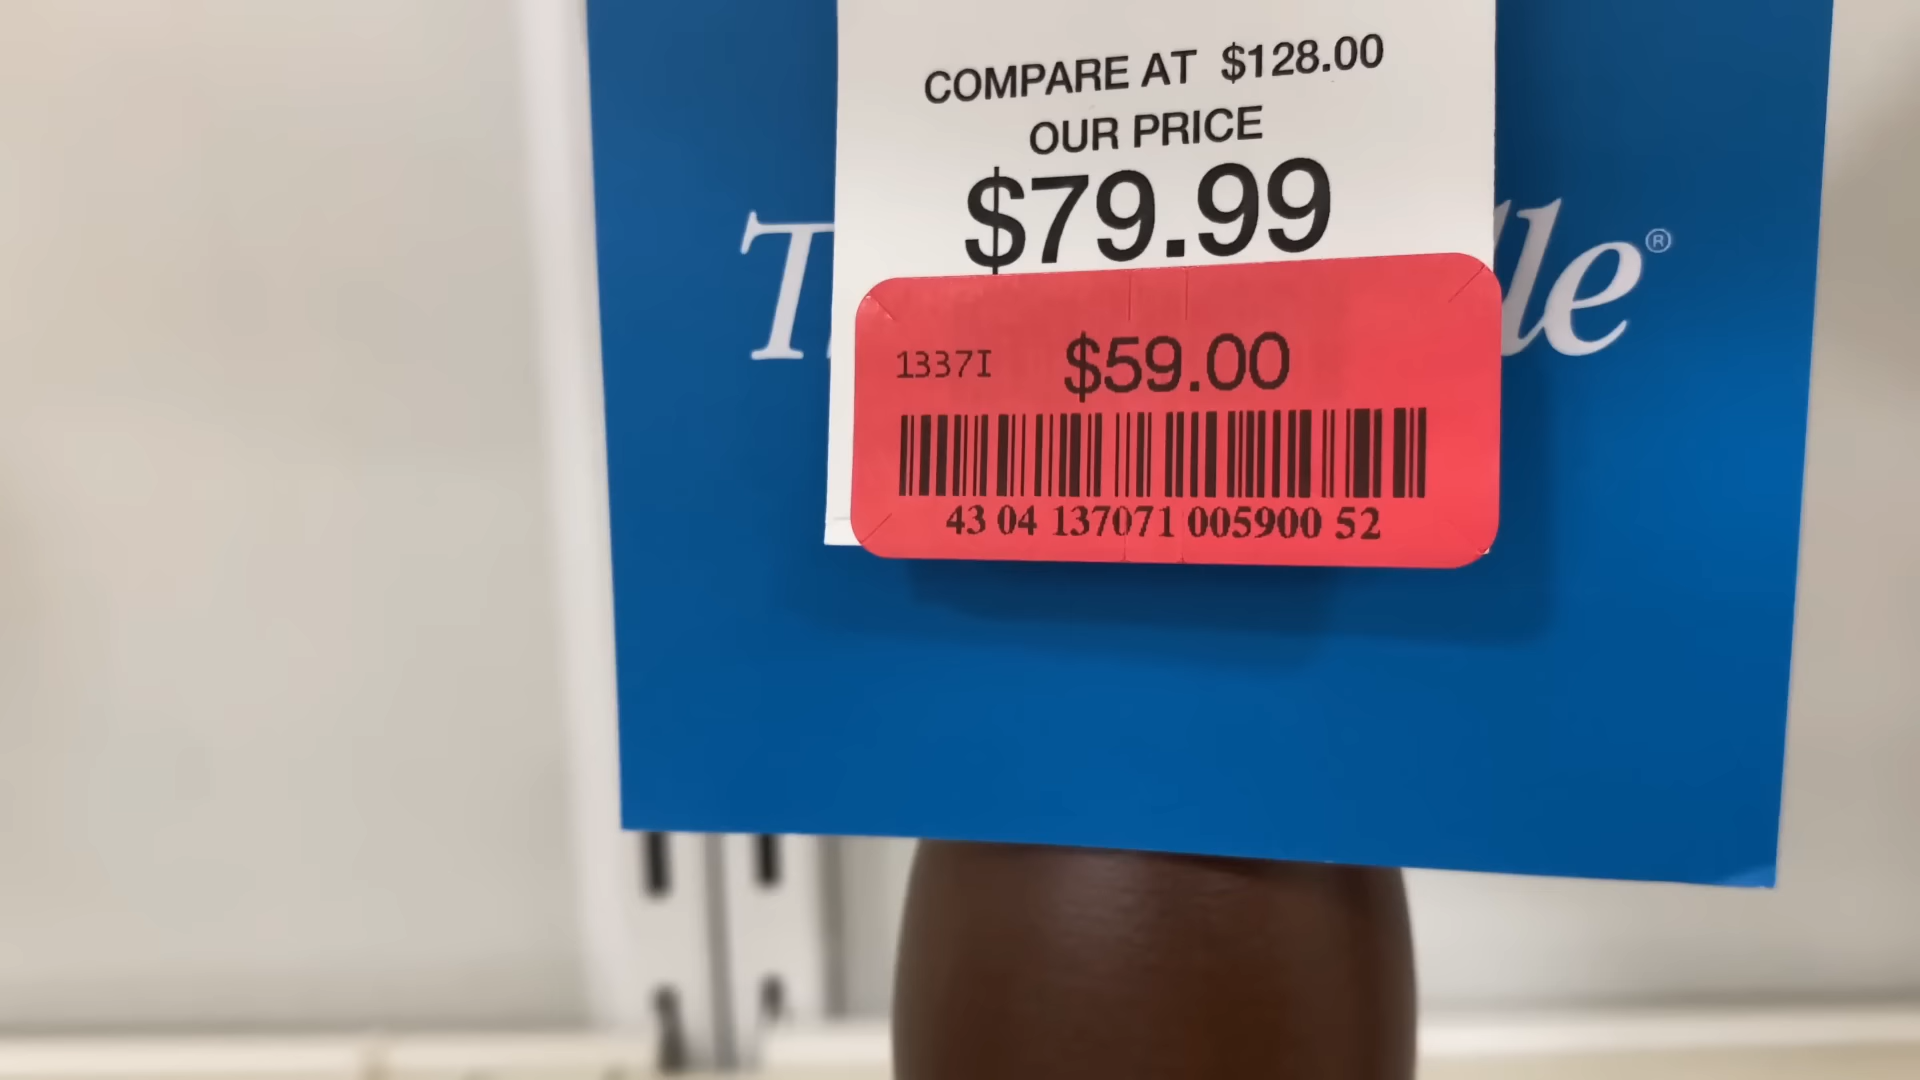 COMPARE AT $128.00
OUR PRICE
$79.99
1337I $59.00
43 04 137071 005900 52